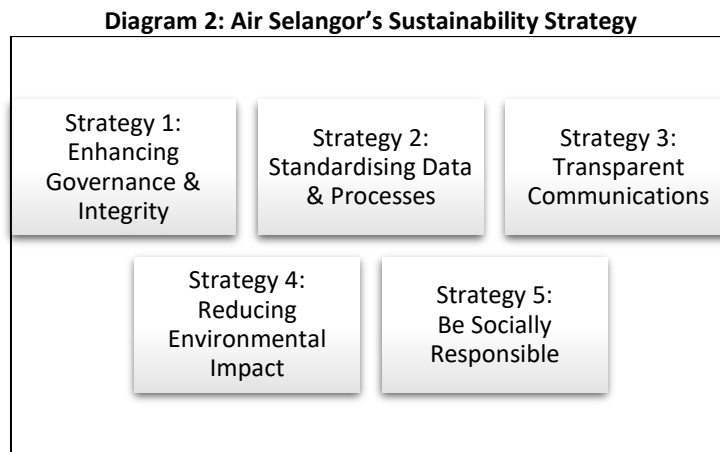 Diagram 2: Air Selangor’s Sustainability Strategy
Strategy 1:
Enhancing
Governance &
Integrity
Strategy 2:
Standardising Data
& Processes
Strategy 3:
Transparent
Communications
Strategy 4:
Reducing
Environmental
Impact
Strategy 5:
Be Socially
Responsible